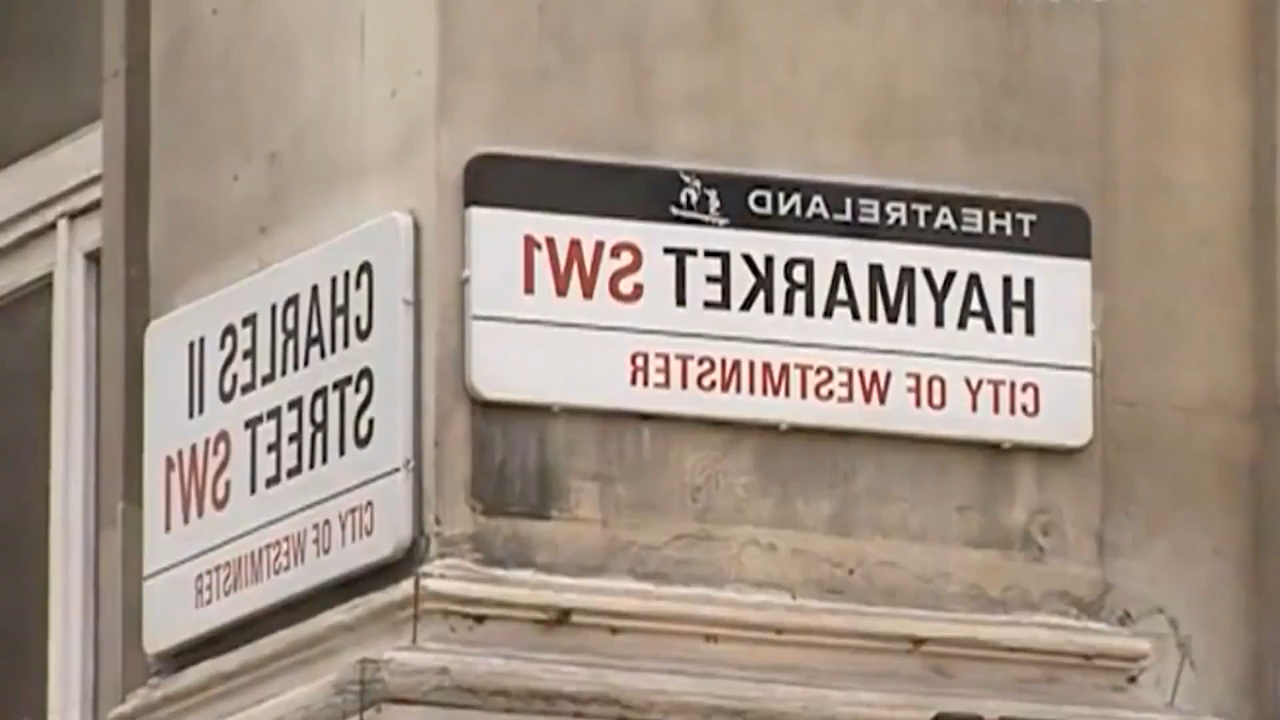 THEATRELAND
HAYMARKET SW1
CITY OF WESTMINSTER
CHARLES II
STREET SW1
CITY OF WESTMINSTER